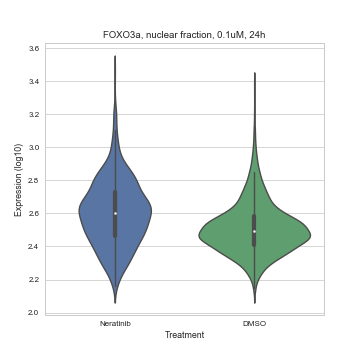 FOXO3a, nuclear fraction, 0.1uM, 24h
3.6
3.4
3.2
3.0
2.8
2.6
2.4
2.2
2.0
Expression (log10)
Neratinib DMSO
Treatment